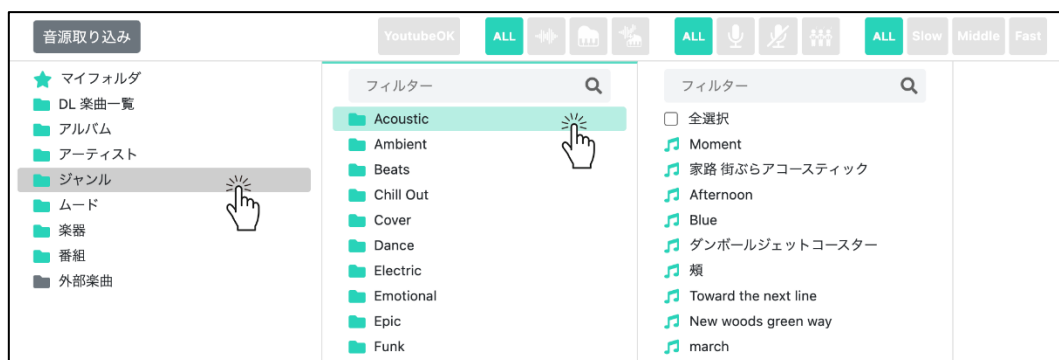 音源取り込み
YoutubeOK
ALL
ALL
ALL
Slow
Middle
Fast
マイフォルダ
DL 楽曲一覧
アルバム
アーティスト
ジャンル
ムード
楽器
番組
外部楽曲
フィルター
Acoustic
Ambient
Beats
Chill Out
Cover
Dance
Electric
Emotional
Epic
Funk
フィルター
全選択
Moment
家路 街ぶらアコースティック
Afternoon
Blue
ダンボールジェットコースター
頬
Toward the next line
New woods green way
march